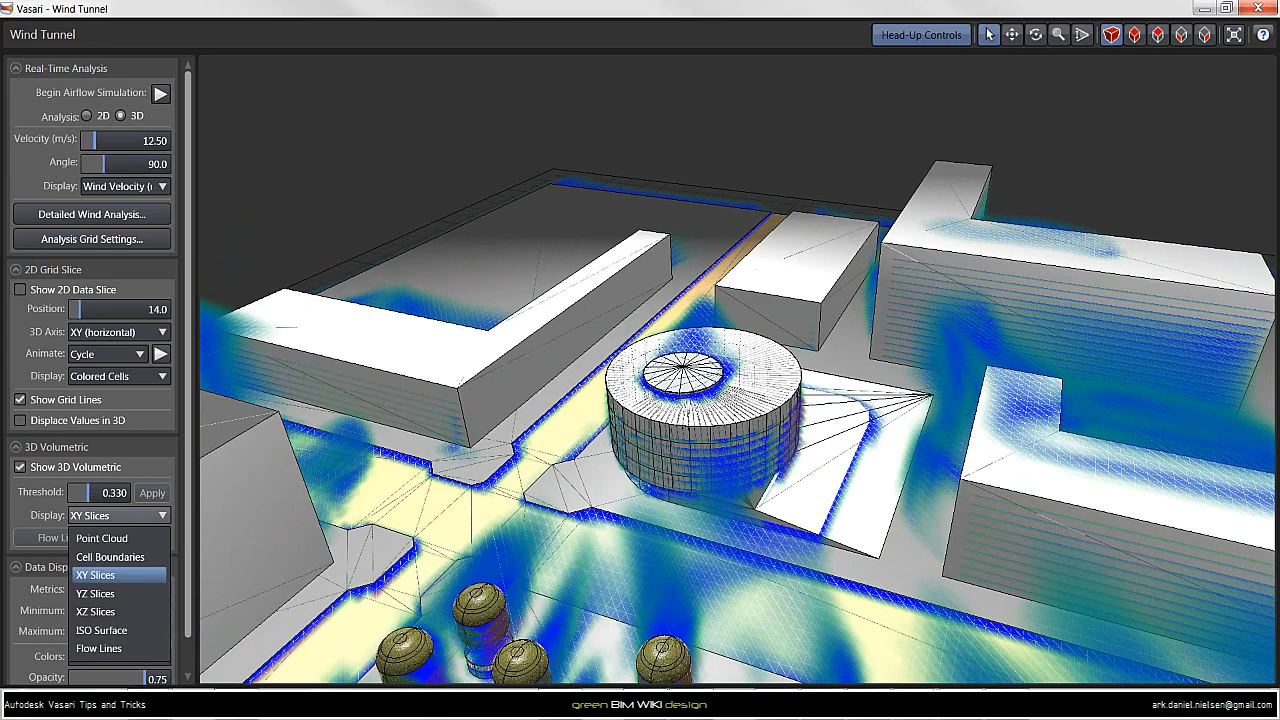 Vasari - Wind Tunnel
Wind Tunnel
Head-Up Controls
Real-Time Analysis
Begin Airflow Simulation:
Analysis: 2D 3D
Velocity (m/s): 12.50
Angle: 90.0
Display: Wind Velocity (
Detailed Wind Analysis...
Analysis Grid Settings...
2D Grid Slice
Show 2D Data Slice
Position: 14.0
3D Axis: XY (horizontal)
Animate: Cycle
Display: Colored Cells
Show Grid Lines
Displace Values in 3D
3D Volumetric
Show 3D Volumetric
Threshold: 0.330 Apply
Display: XY Slices
Flow Li
Point Cloud
Cell Boundaries
XY Slices
YZ Slices
XZ Slices
ISO Surface
Flow Lines
Data Disp
Metrics:
Minimum:
Maximum:
Colors:
Opacity: 0.75
Autodesk Vasari Tips and Tricks
green BIM WIKI design
ark.daniel.nielsen@gmail.com